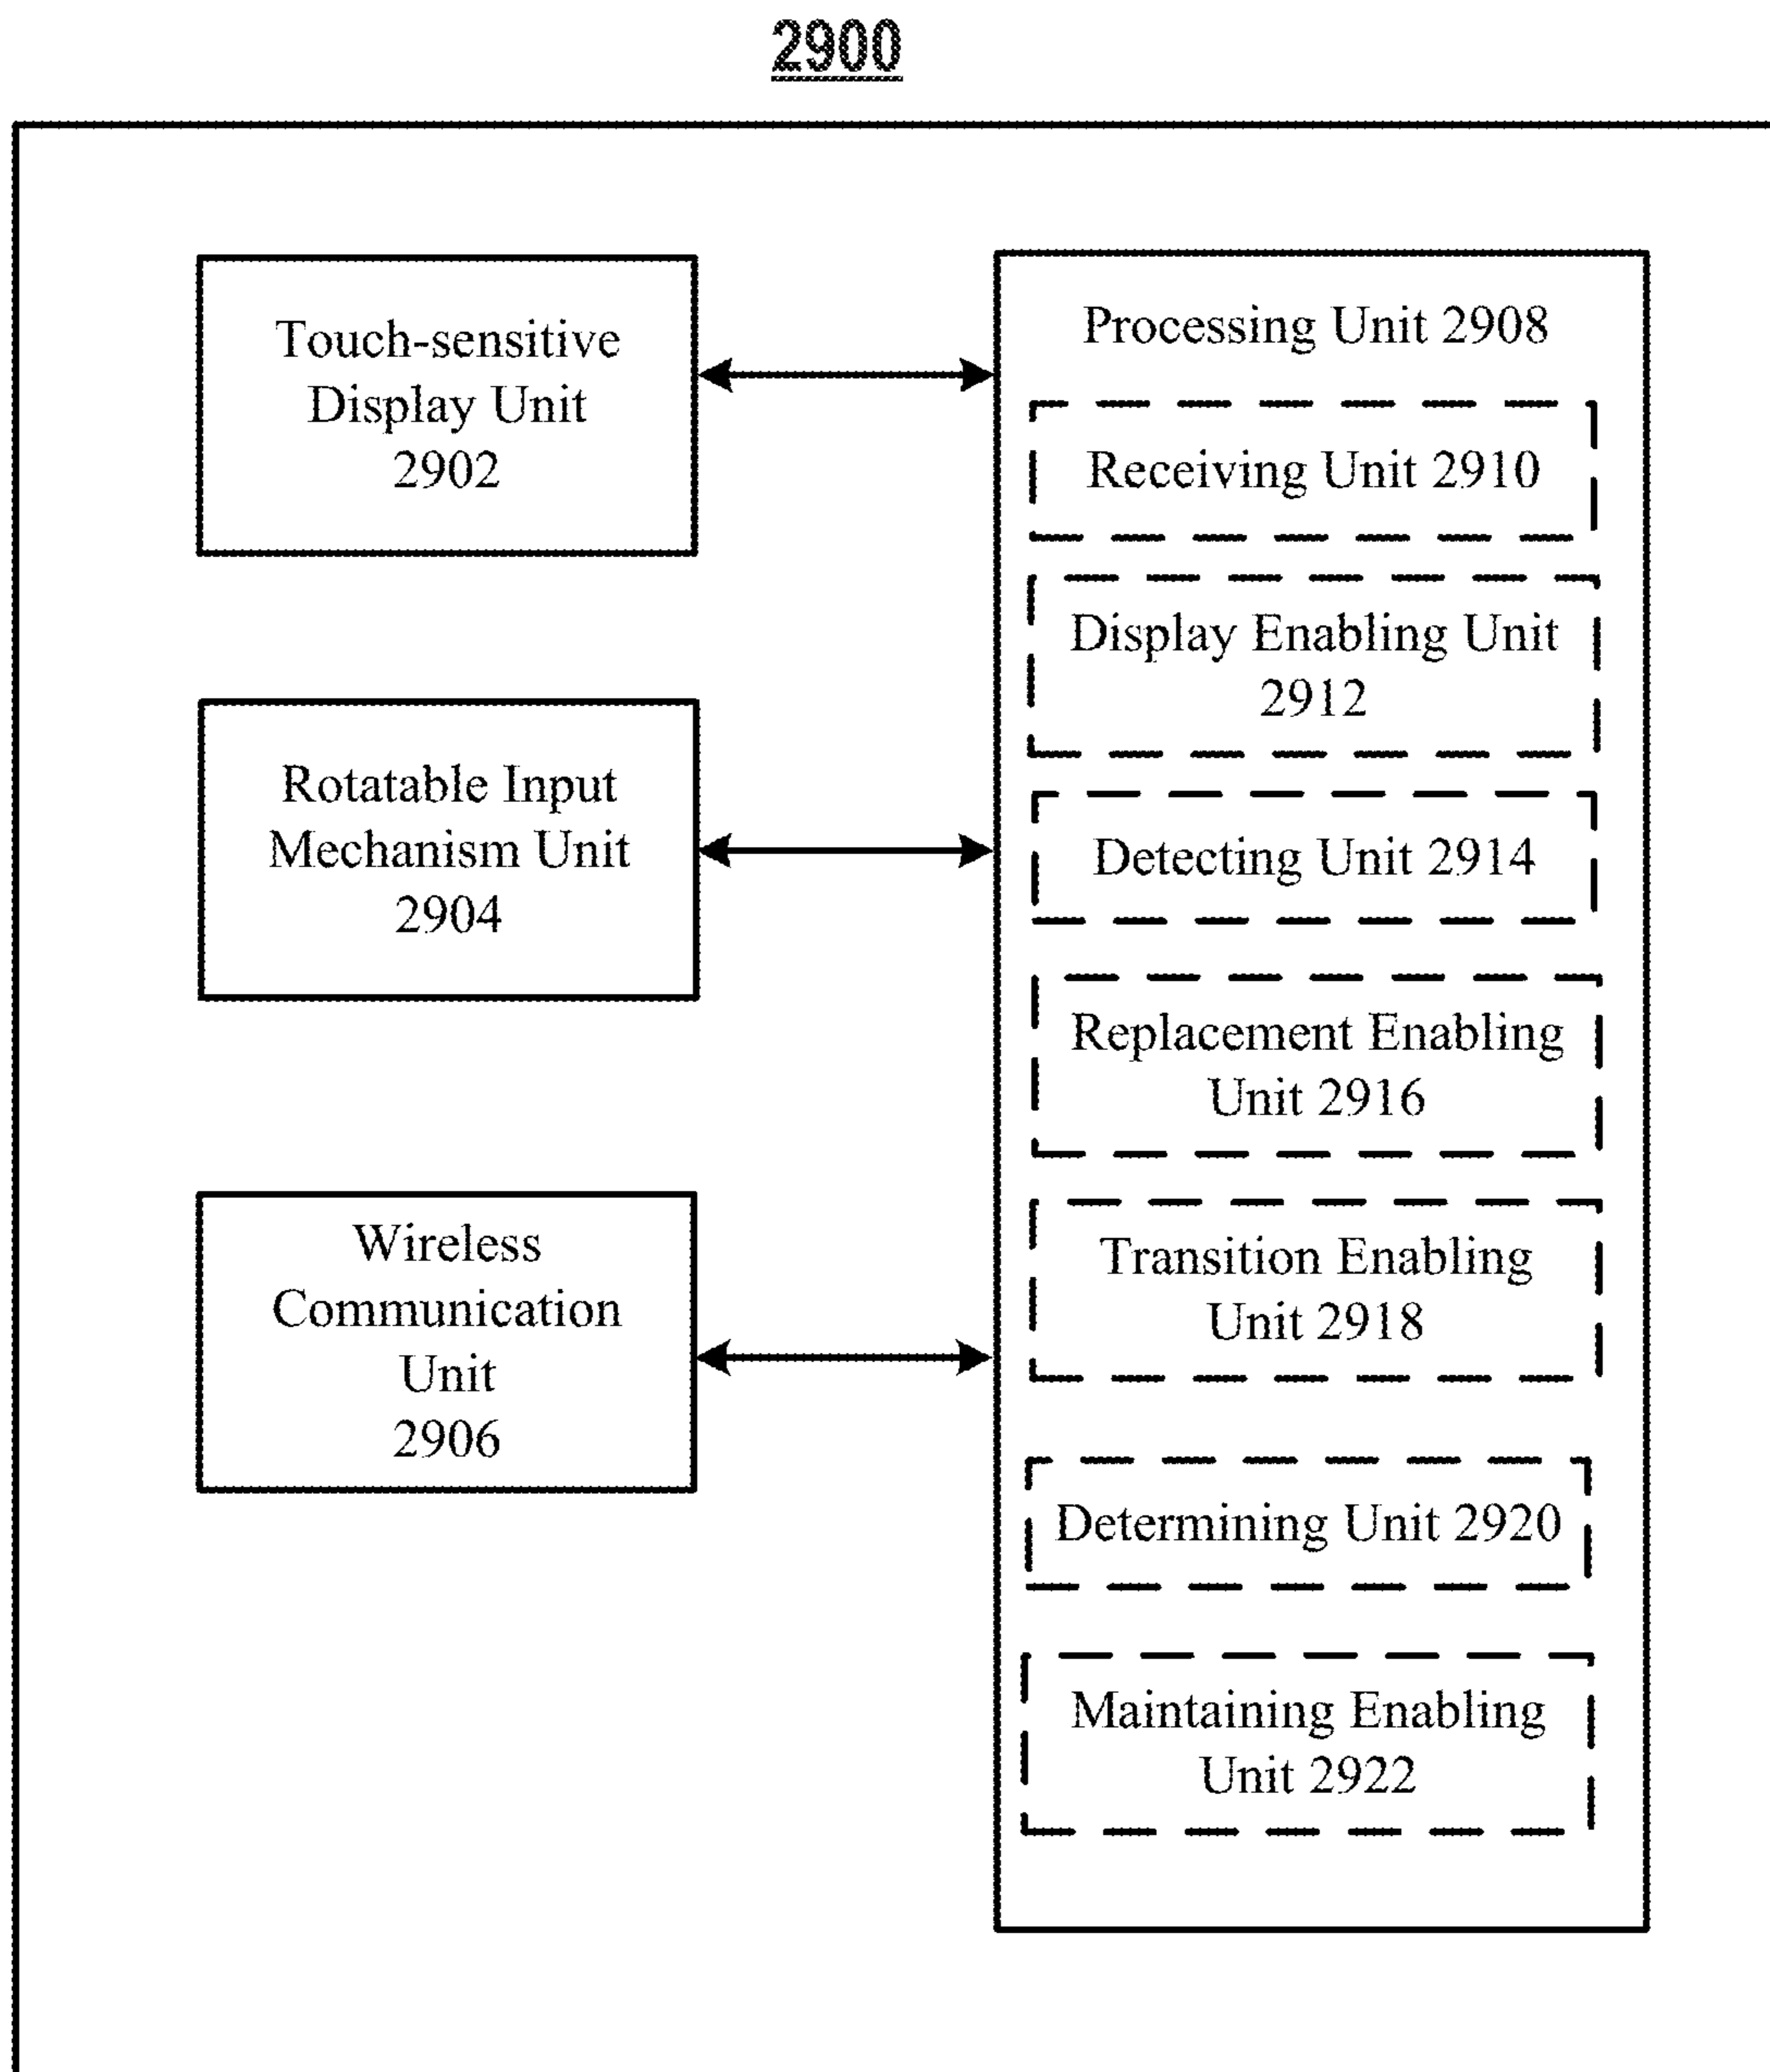 2900
Touch-sensitive
Display Unit
2902
Rotatable Input
Mechanism Unit
2904
Wireless
Communication
Unit
2906
Processing Unit 2908
Receiving Unit 2910
Display Enabling Unit
2912
Detecting Unit 2914
Replacement Enabling
Unit 2916
Transition Enabling
Unit 2918
Determining Unit 2920
Maintaining Enabling
Unit 2922